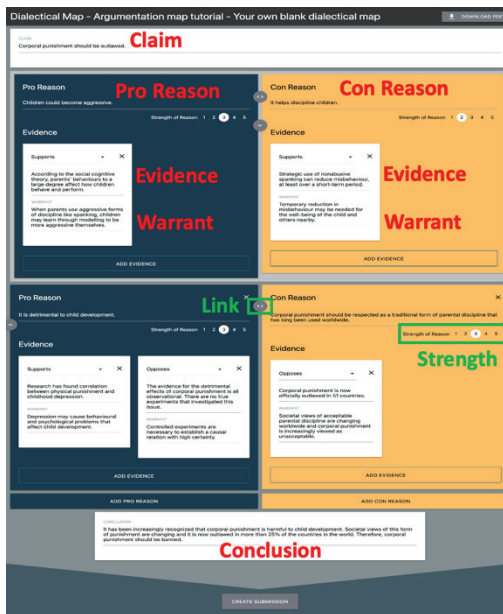 Dialectical Map - Argumentation map tutorial - Your own blank dialectical map
DOWNLOAD PDF
CLAIM
Corporal punishment should be outlawed.
Claim
Pro Reason
Pro Reason
Children could become aggressive.
Strength of Reason 1 2 3 4 5
Evidence
Supports
According to the social cognitive
theory, parents' behaviours to a
large degree affect how children
behave and perform.
WARRANT
When parents use aggressive forms
of discipline like spanking, children
may learn through modelling to be
more aggressive themselves.
Evidence
Warrant
ADD EVIDENCE
Con Reason
Con Reason
It helps discipline children.
Strength of Reason 1 2 3 4 5
Evidence
Supports
Strategic use of nonabusive
spanking can reduce misbehaviour,
at least over a short-term period.
WARRANT
Temporary reduction in
misbehaviour may be needed for
the well-being of the child and
others nearby.
Evidence
Warrant
ADD EVIDENCE
Pro Reason
Link
It is detrimental to child development.
Strength of Reason 1 2 3 4 5
Evidence
Supports
Research has found correlation
between physical punishment and
childhood depression.
WARRANT
Depression may cause behavioural
and psychological problems that
affect child development.
Opposes
The evidence for the detrimental
effects of corporal punishment is all
observational. There are no true
experiments that investigated this
issue.
WARRANT
Controlled experiments are
necessary to establish a causal
relation with high certainty.
ADD EVIDENCE
Con Reason
Corporal punishment should be respected as a traditional form of parental discipline that
has long been used worldwide.
Strength of Reason 1 2 3 4 5
Strength
Evidence
Opposes
Corporal punishment is now
officially outlawed in 51 countries.
WARRANT
Societal views of acceptable
parental discipline are changing
worldwide and corporal punishment
is increasingly viewed as
unacceptable.
ADD EVIDENCE
ADD PRO REASON
ADD CON REASON
CONCLUSION
It has been increasingly recognized that corporal punishment is harmful to child development. Societal views of this form
of punishment are changing and it is now outlawed in more than 25% of the countries in the world. Therefore, corporal
punishment should be banned.
Conclusion
CREATE SUBMISSION